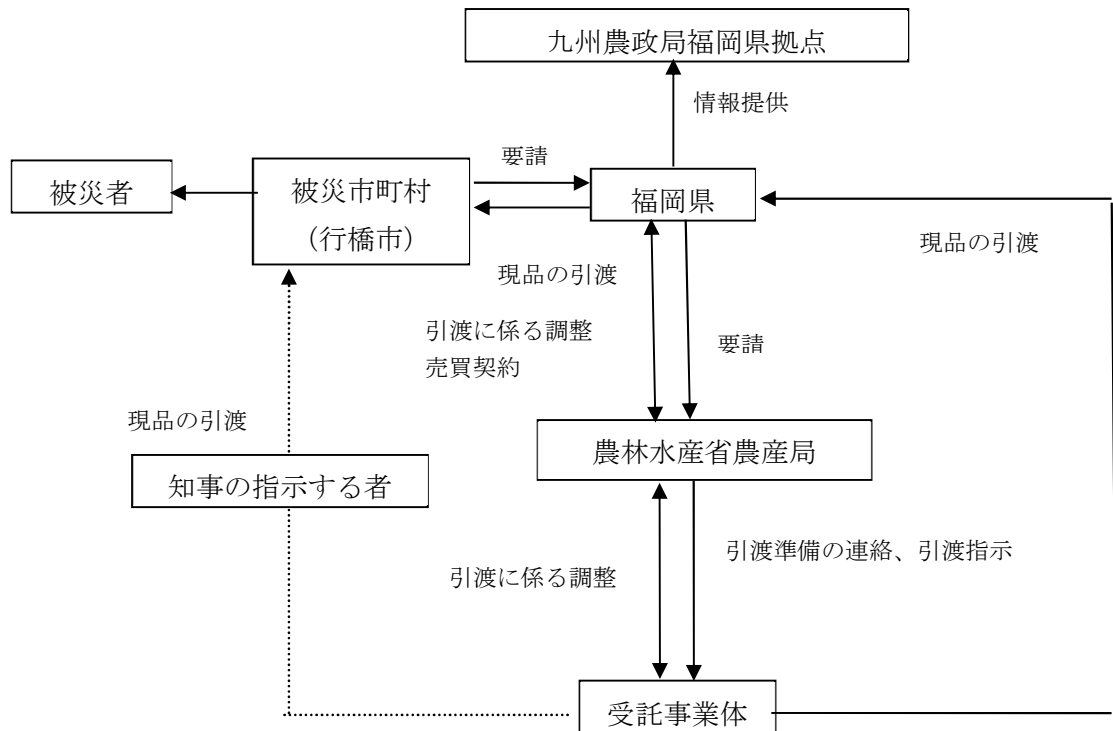 九州農政局福岡県拠点
情報提供
要請
被災者
被災市町村
(行橋市)
福岡県
現品の引渡
現品の引渡
引渡に係る調整
売買契約
要請
現品の引渡
農林水産省農産局
知事の指示する者
引渡準備の連絡、引渡指示
引渡に係る調整
受託事業体